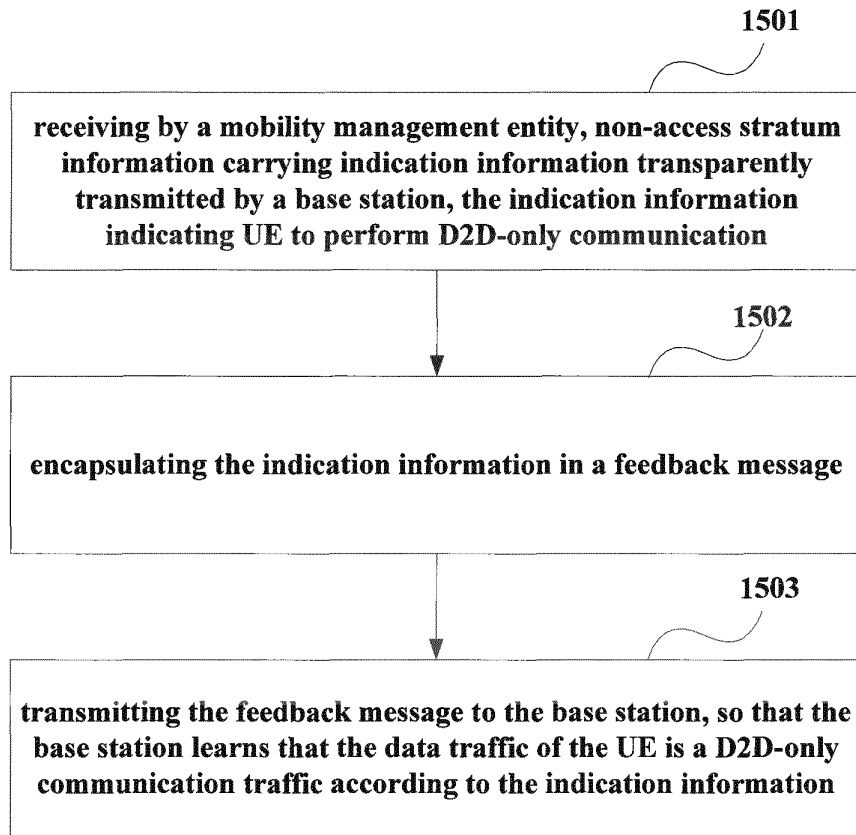 1501
receiving by a mobility management entity, non-access stratum
information carrying indication information transparently
transmitted by a base station, the indication information
indicating UE to perform D2D-only communication
1502
encapsulating the indication information in a feedback message
1503
transmitting the feedback message to the base station, so that the
base station learns that the data traffic of the UE is a D2D-only
communication traffic according to the indication information